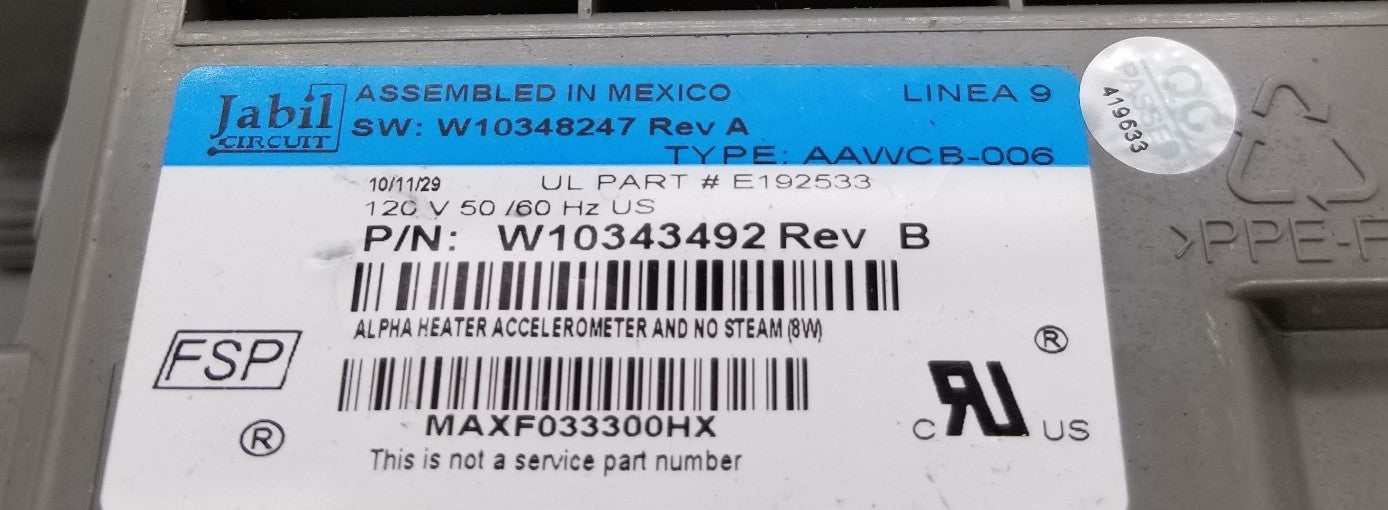 Jabil
CIRCUIT
ASSEMBLED IN MEXICO
LINEA 9
SW: W10348247 Rev A
TYPE: AAWCB-006
10/11/29
UL PART # E192533
120 V 50 /60 Hz US
P/N: W10343492 Rev B
ALPHA HEATER ACCELEROMETER AND NO STEAM (8W)
FSP
®
MAXF033300HX
This is not a service part number
®
C RU US
QC
PASSED
419633
>PPE-